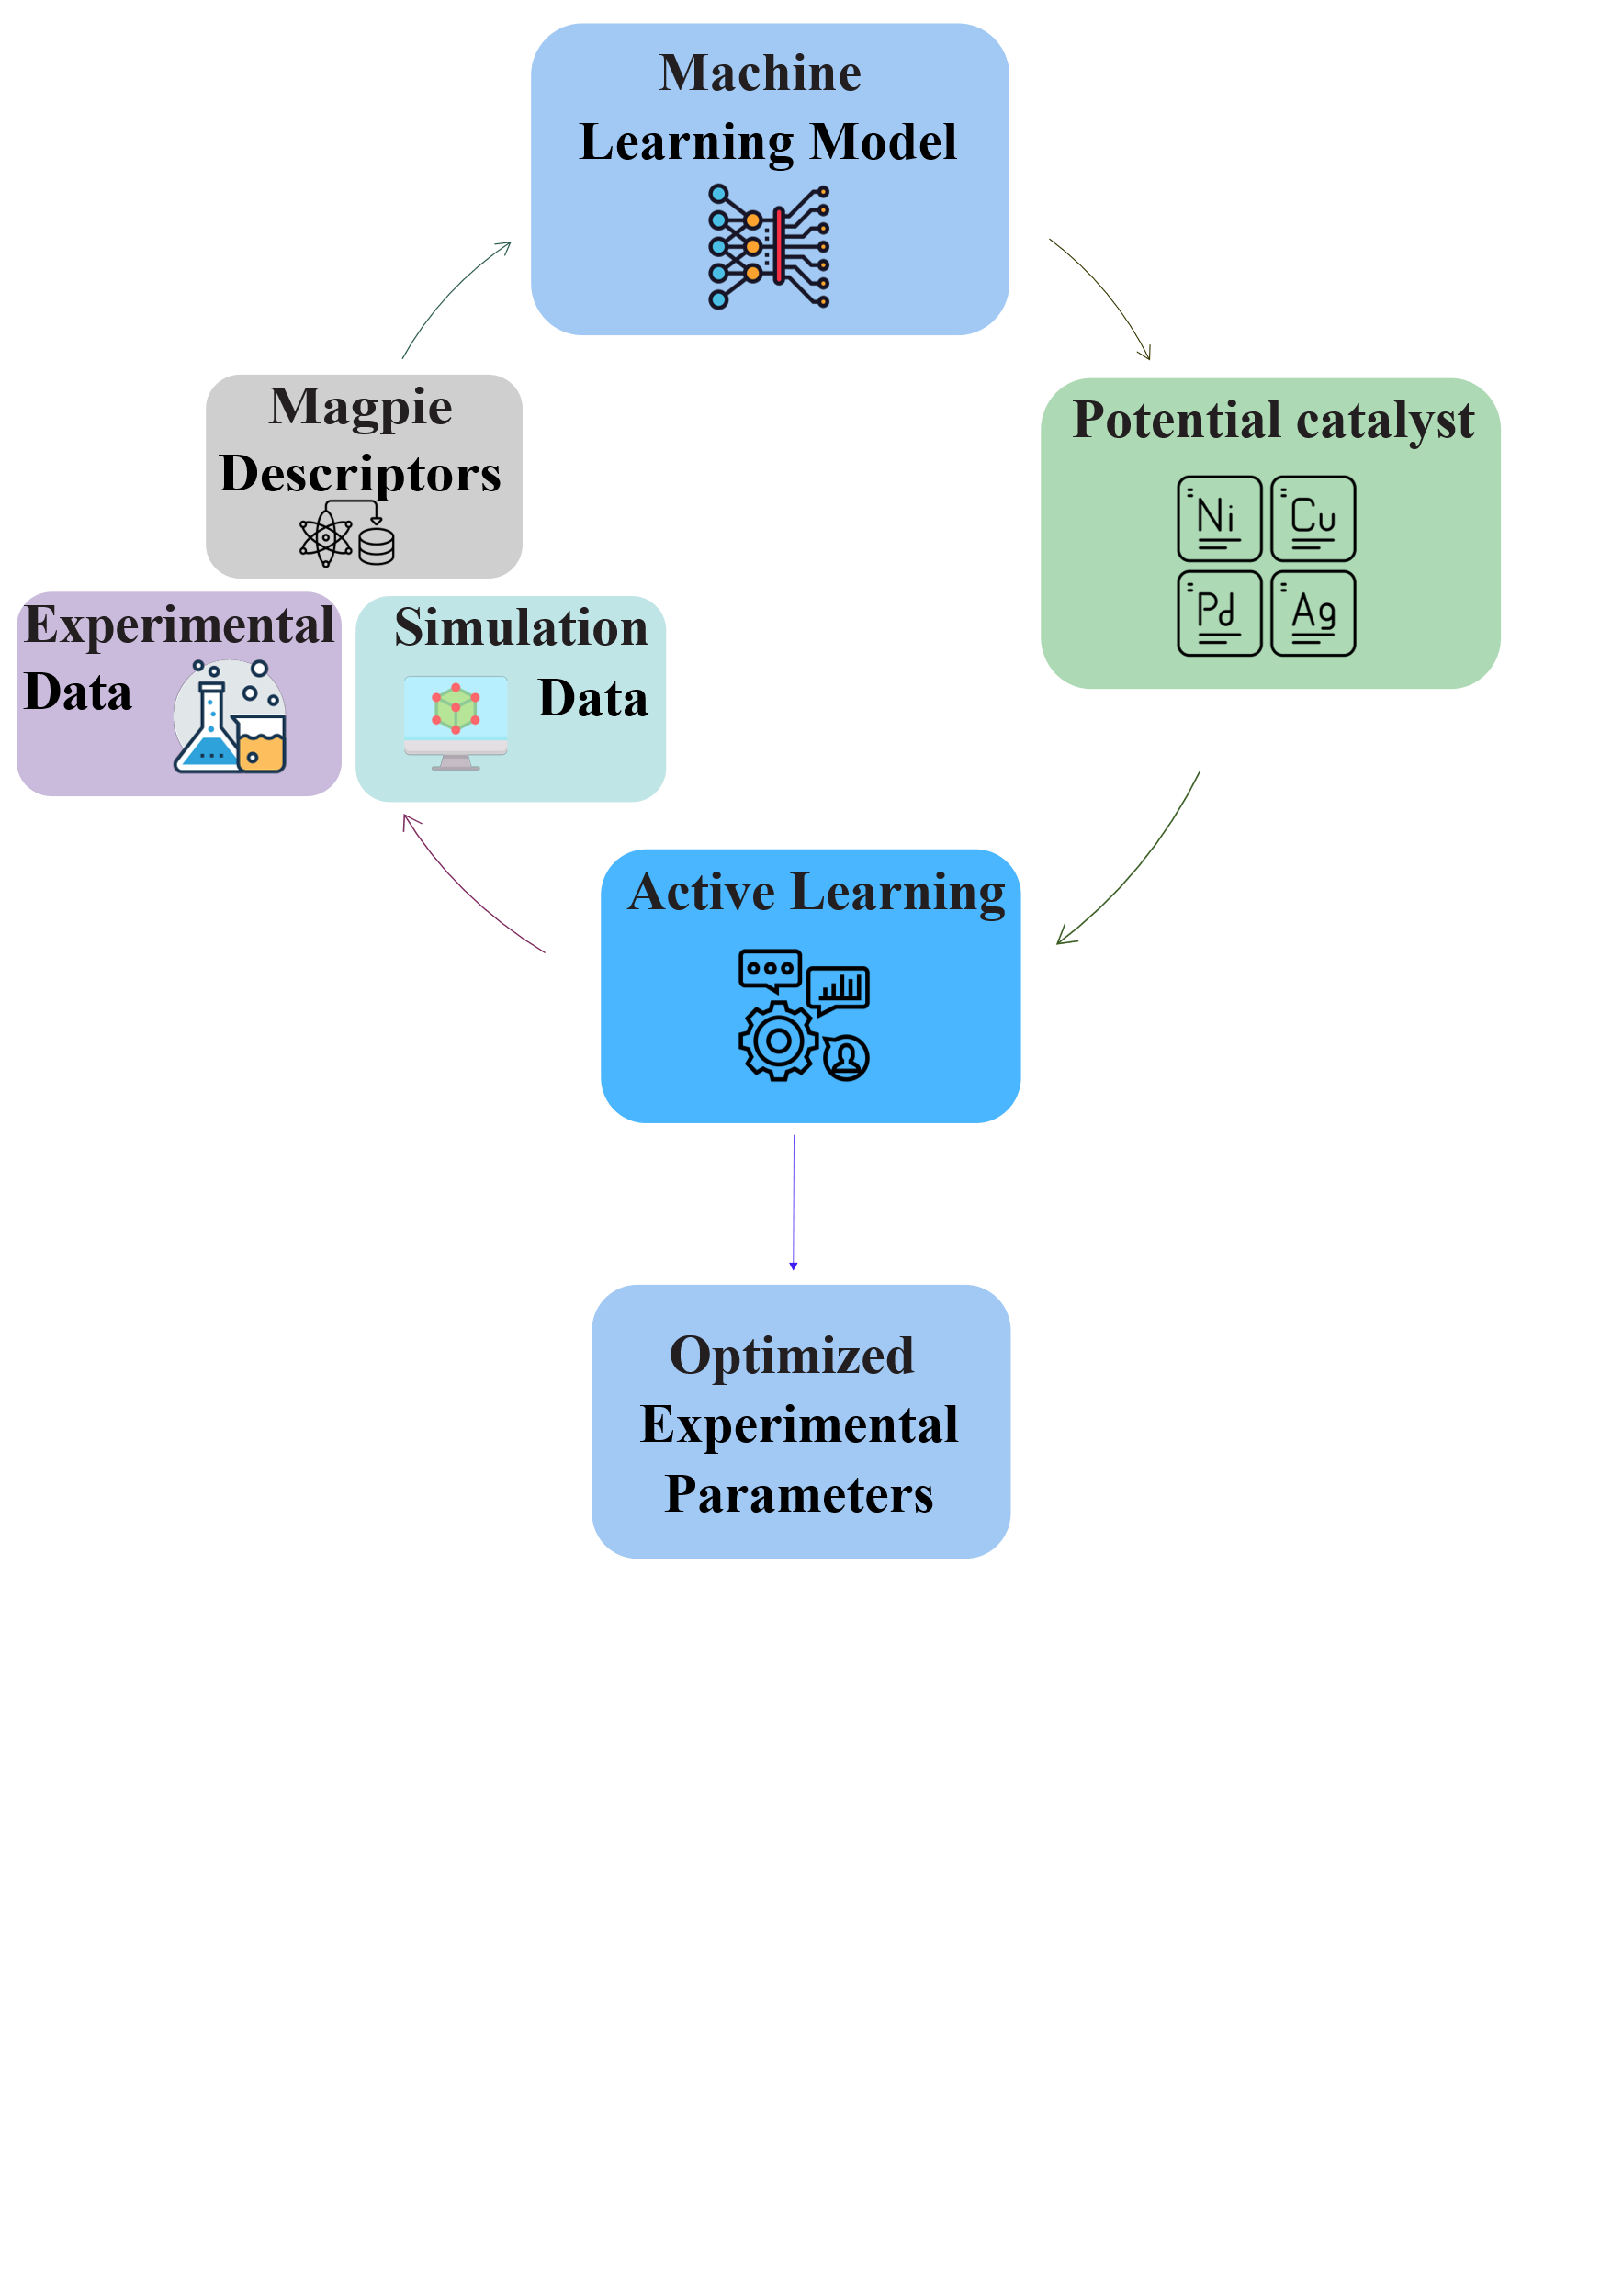 Machine
Learning Model
Magpie
Descriptors
Potential catalyst
Ni
Cu
Pd
Ag
Experimental
Data
Simulation
Data
Active Learning
Optimized
Experimental
Parameters